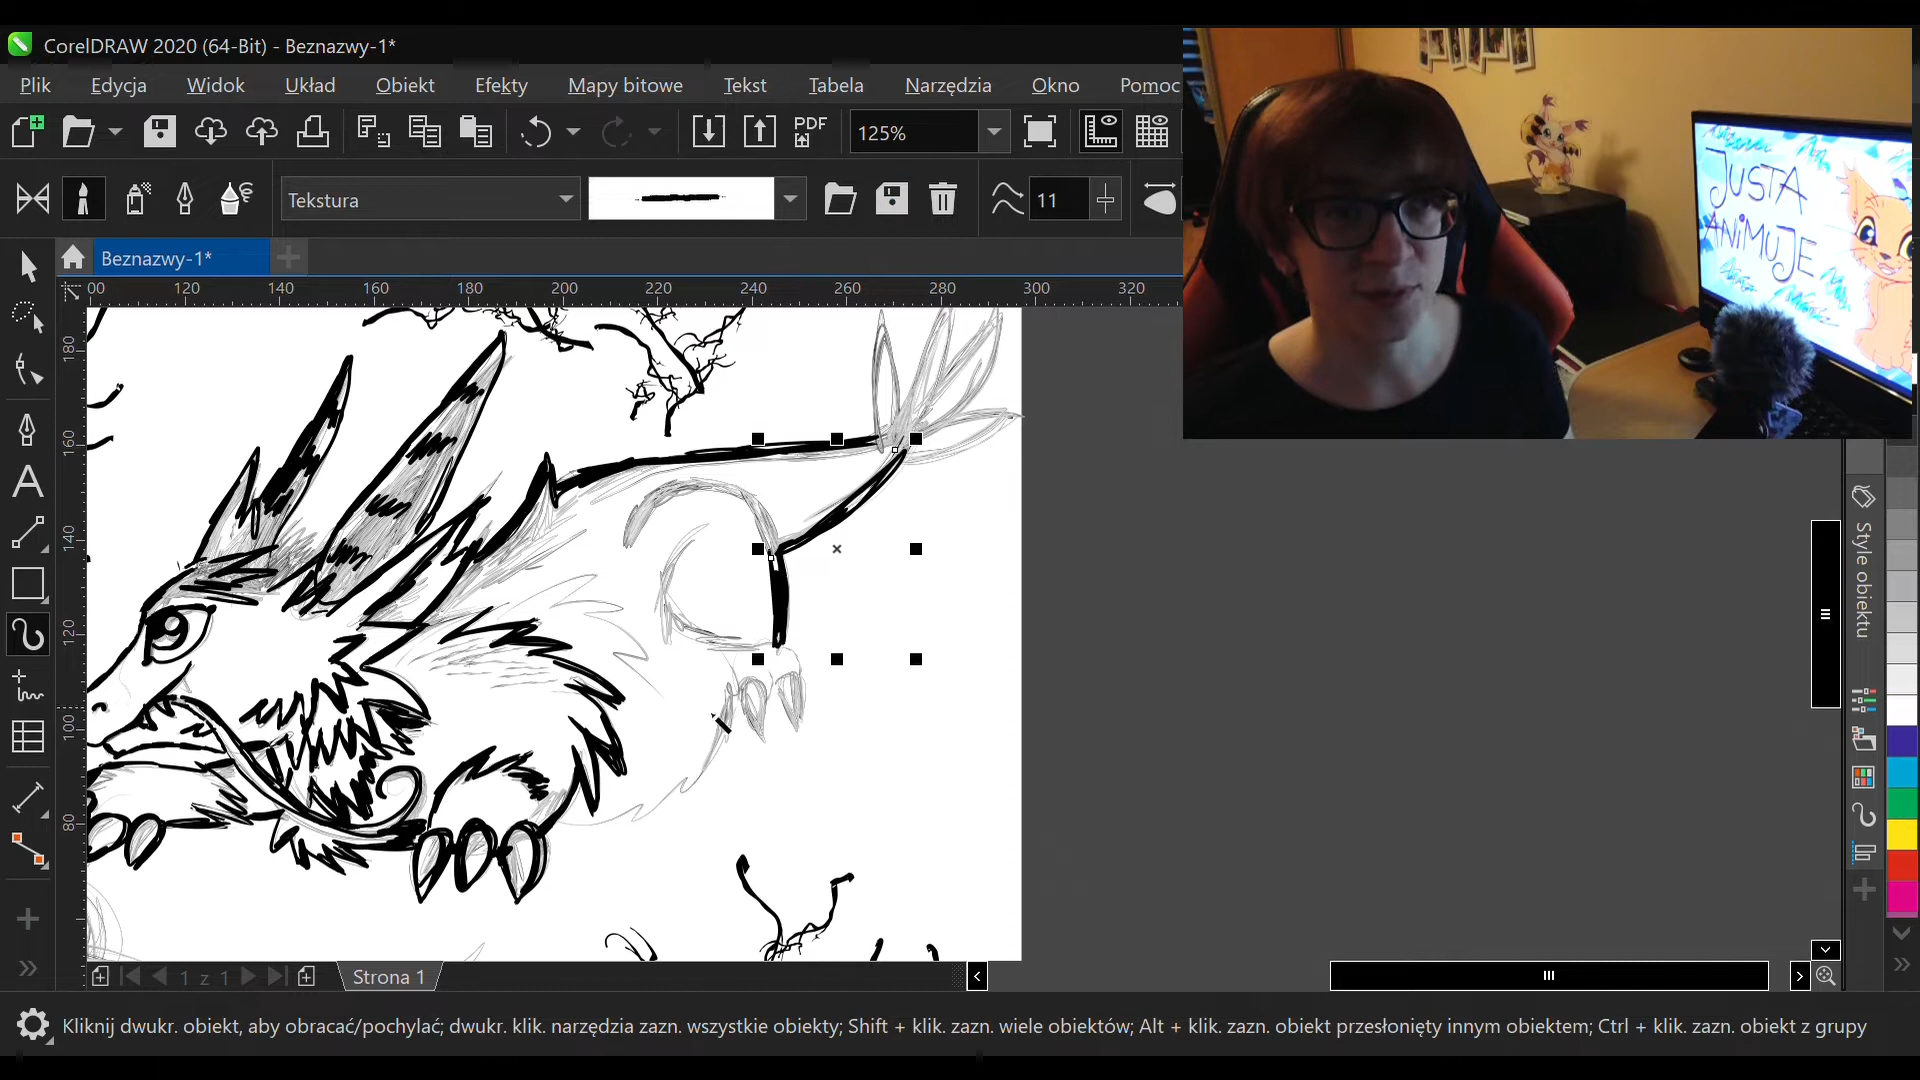 CorelDRAW 2020 (64-Bit) - Beznazwy-1*
Plik Edycja Widok Układ Obiekt Efekty Mapy bitowe Tekst Tabela Narzędzia Okno Pomoc
PDF 125%
Tekstura 11
Beznazwy-1*
00 120 140 160 180 200 220 240 260 280 300 320
180
160
140
120
100
80
JUSTA
ANiMUJE
Style obiektu
1 z 1 Strona 1
Kliknij dwukr. obiekt, aby obracać/pochylać; dwukr. klik. narzędzia zazn. wszystkie obiekty; Shift + klik. zazn. wiele obiektów; Alt + klik. zazn. obiekt przesłonięty innym obiektem; Ctrl + klik. zazn. obiekt z grupy